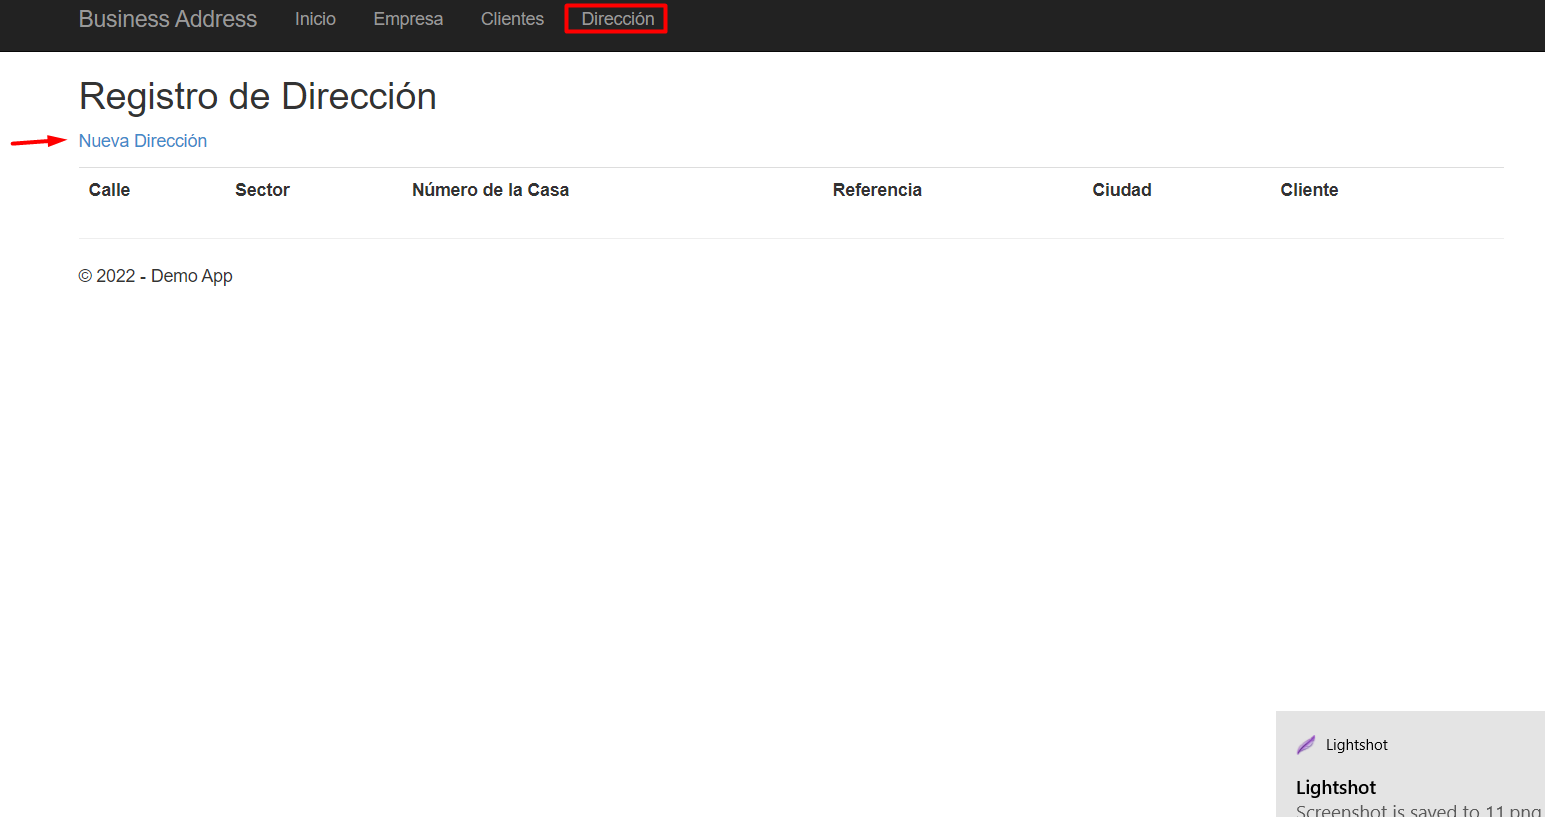 Business Address Inicio Empresa Clientes Dirección
Registro de Dirección
Nueva Dirección
Calle Sector Número de la Casa Referencia Ciudad Cliente
© 2022 - Demo App
Lightshot
Lightshot
Screenshot is saved to 11.png